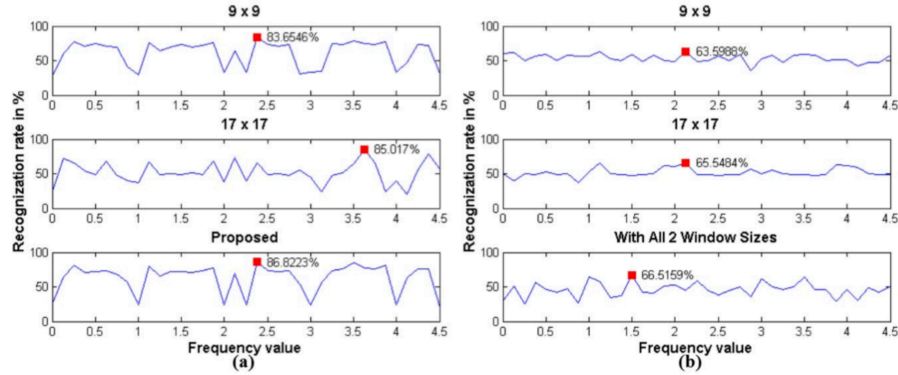 9 x 9
100
50
0
83.6546%
0 0.5 1 1.5 2 2.5 3 3.5 4 4.5
17 x 17
100
50
0
85.017%
0 0.5 1 1.5 2 2.5 3 3.5 4 4.5
Proposed
100
50
0
86.8223%
0 0.5 1 1.5 2 2.5 3 3.5 4 4.5
Recognization rate in %
Frequency value
(a)
9 x 9
100
50
0
63.5988%
0 0.5 1 1.5 2 2.5 3 3.5 4 4.5
17 x 17
100
50
0
65.5484%
0 0.5 1 1.5 2 2.5 3 3.5 4 4.5
With All 2 Window Sizes
100
50
0
66.5159%
0 0.5 1 1.5 2 2.5 3 3.5 4 4.5
Recognization rate in %
Frequency value
(b)